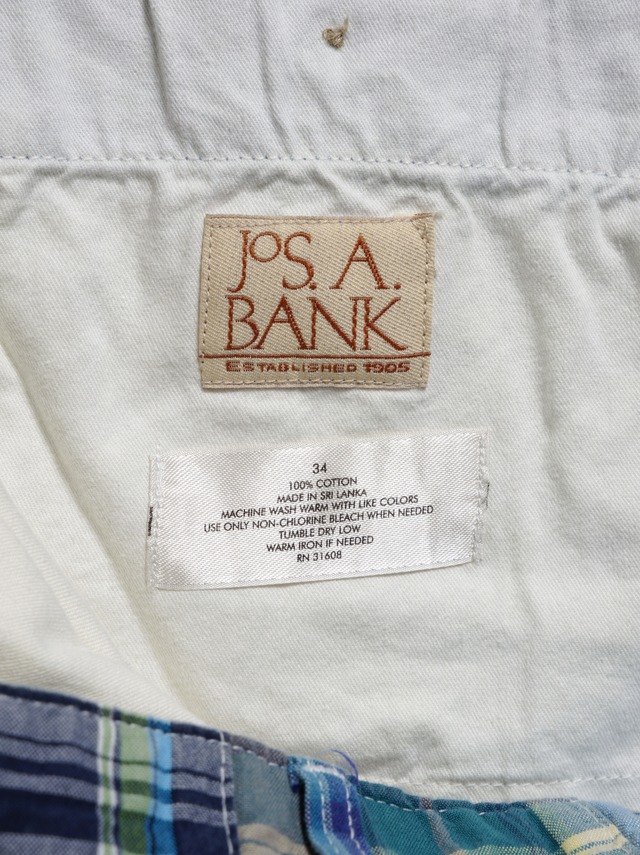 JOS. A.
BANK
ESTABLISHED 1905
34
100% COTTON
MADE IN SRI LANKA
MACHINE WASH WARM WITH LIKE COLORS
USE ONLY NON-CHLORINE BLEACH WHEN NEEDED
TUMBLE DRY LOW
WARM IRON IF NEEDED
RN 31608